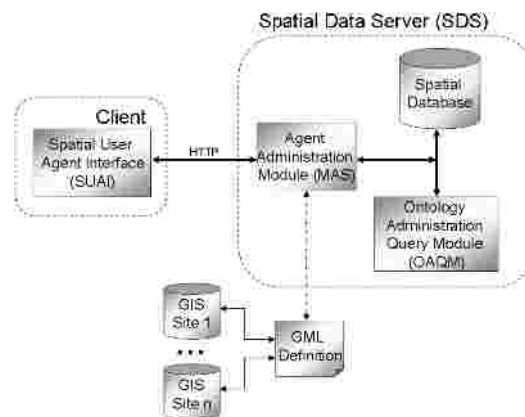 Spatial Data Server (SDS)
Spatial
Database
Client
Spatial User
Agent Interface
(SUAI)
HTTP
Agent
Administration
Module (MAS)
Ontology
Administration
Query Module
(OAQM)
GIS
Site 1
GML
Definition
GIS
Site n